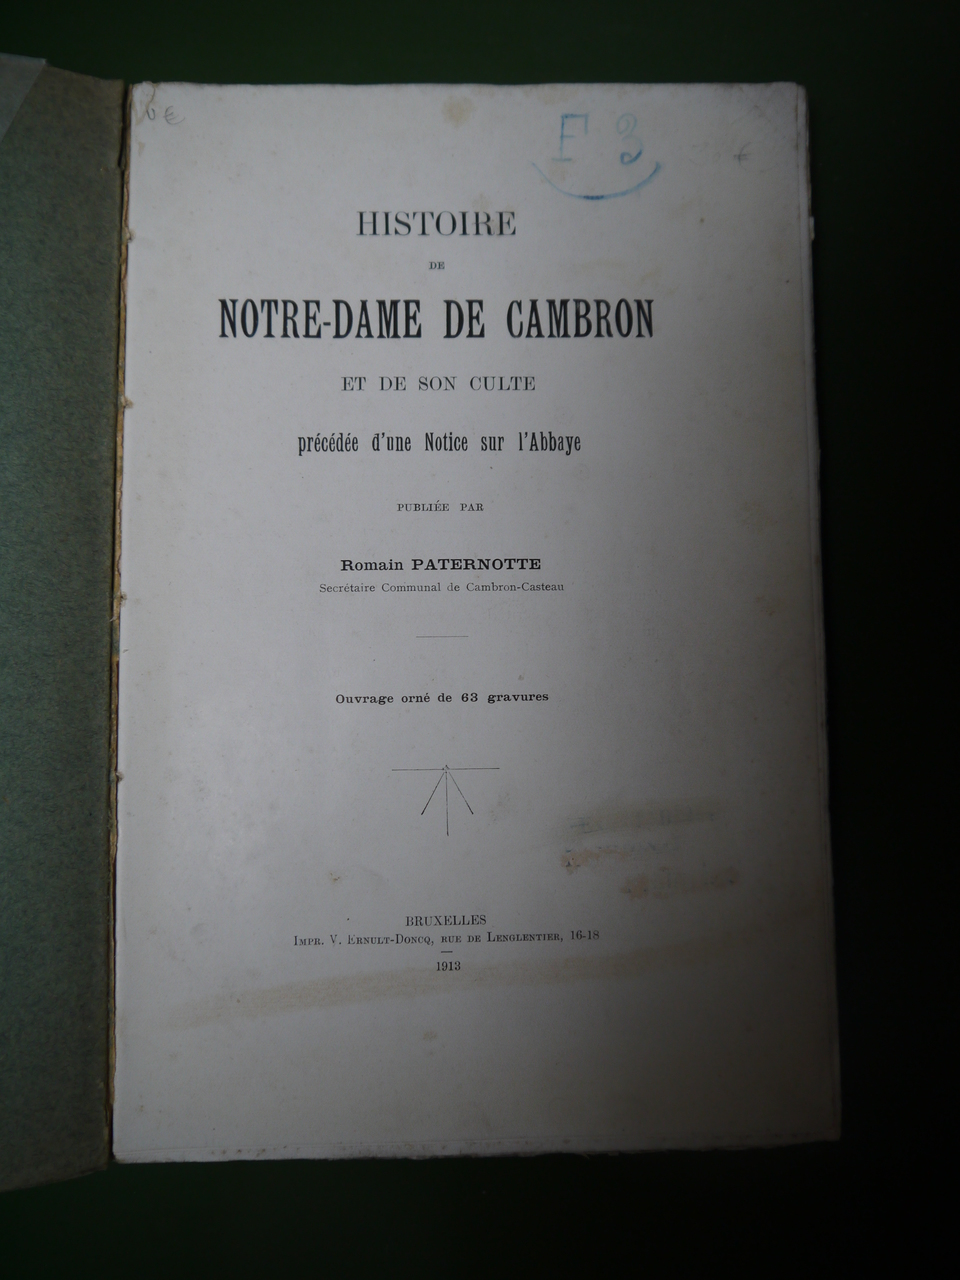 F 3
HISTOIRE
DE
NOTRE-DAME DE CAMBRON
ET DE SON CULTE
précédée d'une Notice sur l'Abbaye
PUBLIÉE PAR
Romain PATERNOTTE
Secrétaire Communal de Cambron-Casteau
Ouvrage orné de 63 gravures
BRUXELLES
IMPR. V. ERNULT-DONCQ, RUE DE LENGLENTIER, 16-18
1913